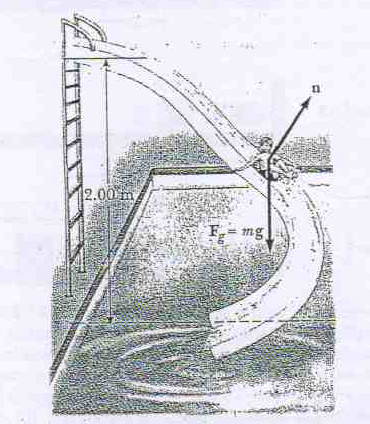 n
2.00 m
F_g = mg